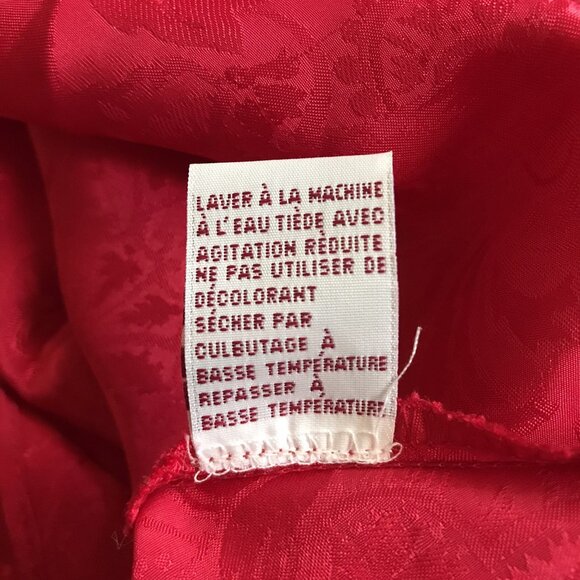 LAVER À LA MACHINE
À L'EAU TIÈDE AVEC
AGITATION RÉDUITE
NE PAS UTILISER DE
DÉCOLORANT
SÉCHER PAR
CULBUTAGE À
BASSE TEMPÉRATURE
REPASSER À
BASSE TEMPÉRATURE